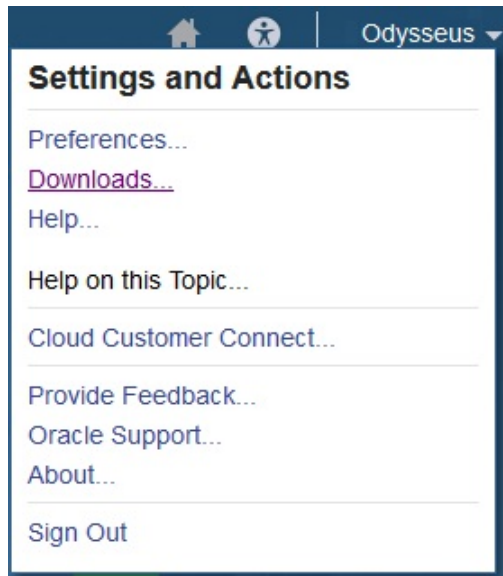 Odysseus
Settings and Actions
Preferences...
Downloads...
Help...
Help on this Topic...
Cloud Customer Connect...
Provide Feedback...
Oracle Support...
About...
Sign Out